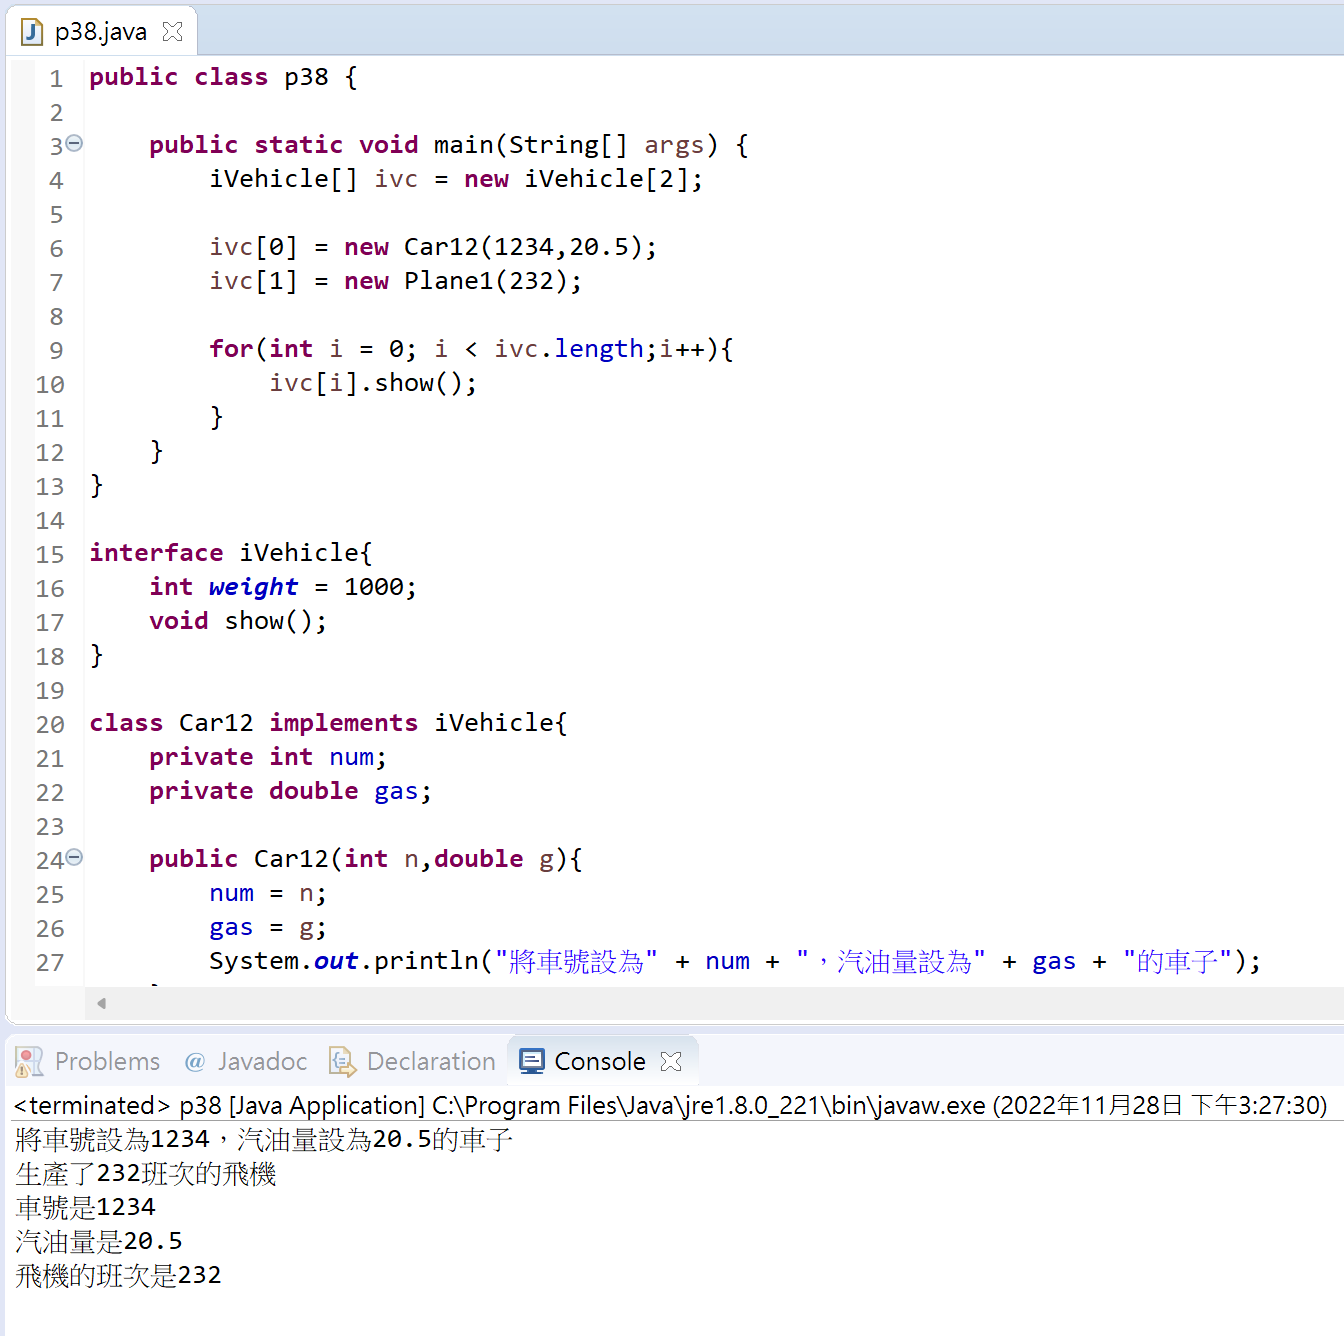 p38.java
1 public class p38 {
2
3     public static void main(String[] args) {
4         iVehicle[] ivc = new iVehicle[2];
5
6         ivc[0] = new Car12(1234,20.5);
7         ivc[1] = new Plane1(232);
8
9         for(int i = 0; i < ivc.length;i++){
10             ivc[i].show();
11         }
12     }
13 }
14
15 interface iVehicle{
16     int weight = 1000;
17     void show();
18 }
19
20 class Car12 implements iVehicle{
21     private int num;
22     private double gas;
23
24     public Car12(int n,double g){
25         num = n;
26         gas = g;
27         System.out.println("將車號設為" + num + "，汽油量設為" + gas + "的車子");
Problems @ Javadoc Declaration Console
<terminated> p38 [Java Application] C:\Program Files\Java\jre1.8.0_221\bin\javaw.exe (2022年11月28日 下午3:27:30)
將車號設為1234，汽油量設為20.5的車子
生產了232班次的飛機
車號是1234
汽油量是20.5
飛機的班次是232